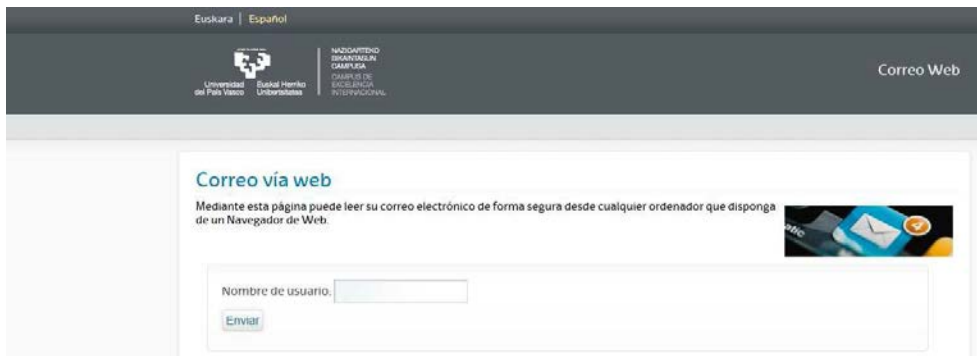 Euskara | Español
Universidad del País Vasco
Euskal Herriko Unibertsitatea
NAZIOARTEKO
BIKAINTASUN
CAMPUSA
CAMPUS DE
EXCELENCIA
INTERNACIONAL
Correo Web
Correo vía web
Mediante esta página puede leer su correo electrónico de forma segura desde cualquier ordenador que disponga
de un Navegador de Web.
Nombre de usuario:
Enviar